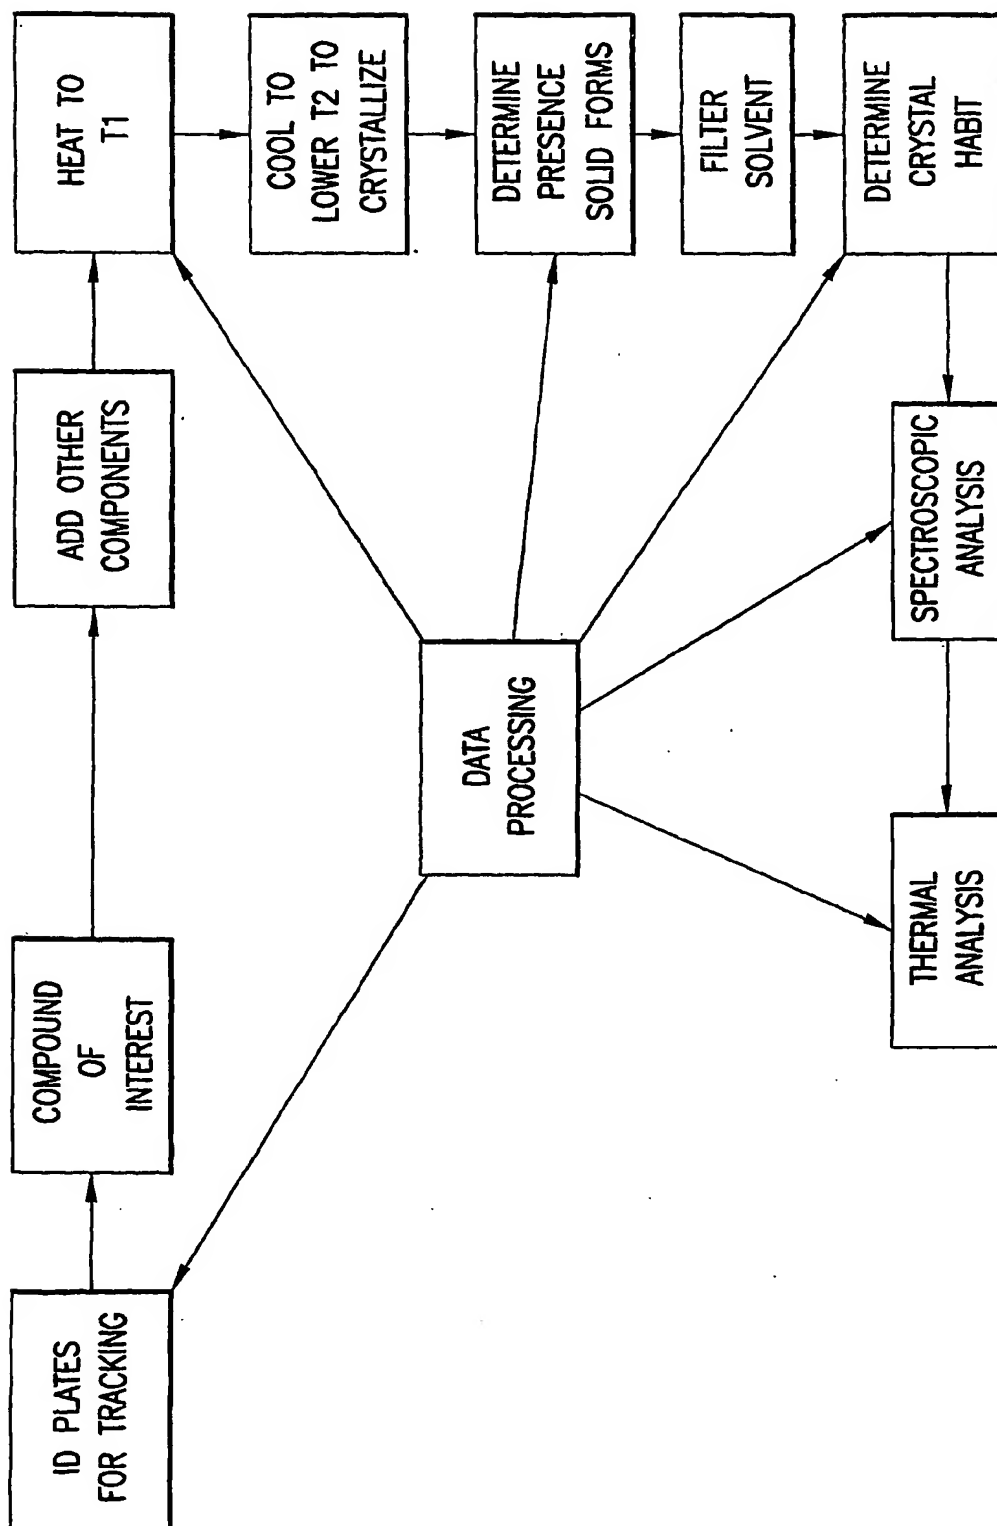 ID PLATES
FOR TRACKING
COMPOUND
OF
INTEREST
ADD OTHER
COMPONENTS
HEAT TO
T1
COOL TO
LOWER T2 TO
CRYSTALLIZE
DETERMINE
PRESENCE
SOLID FORMS
FILTER
SOLVENT
DETERMINE
CRYSTAL
HABIT
SPECTROSCOPIC
ANALYSIS
THERMAL
ANALYSIS
DATA
PROCESSING